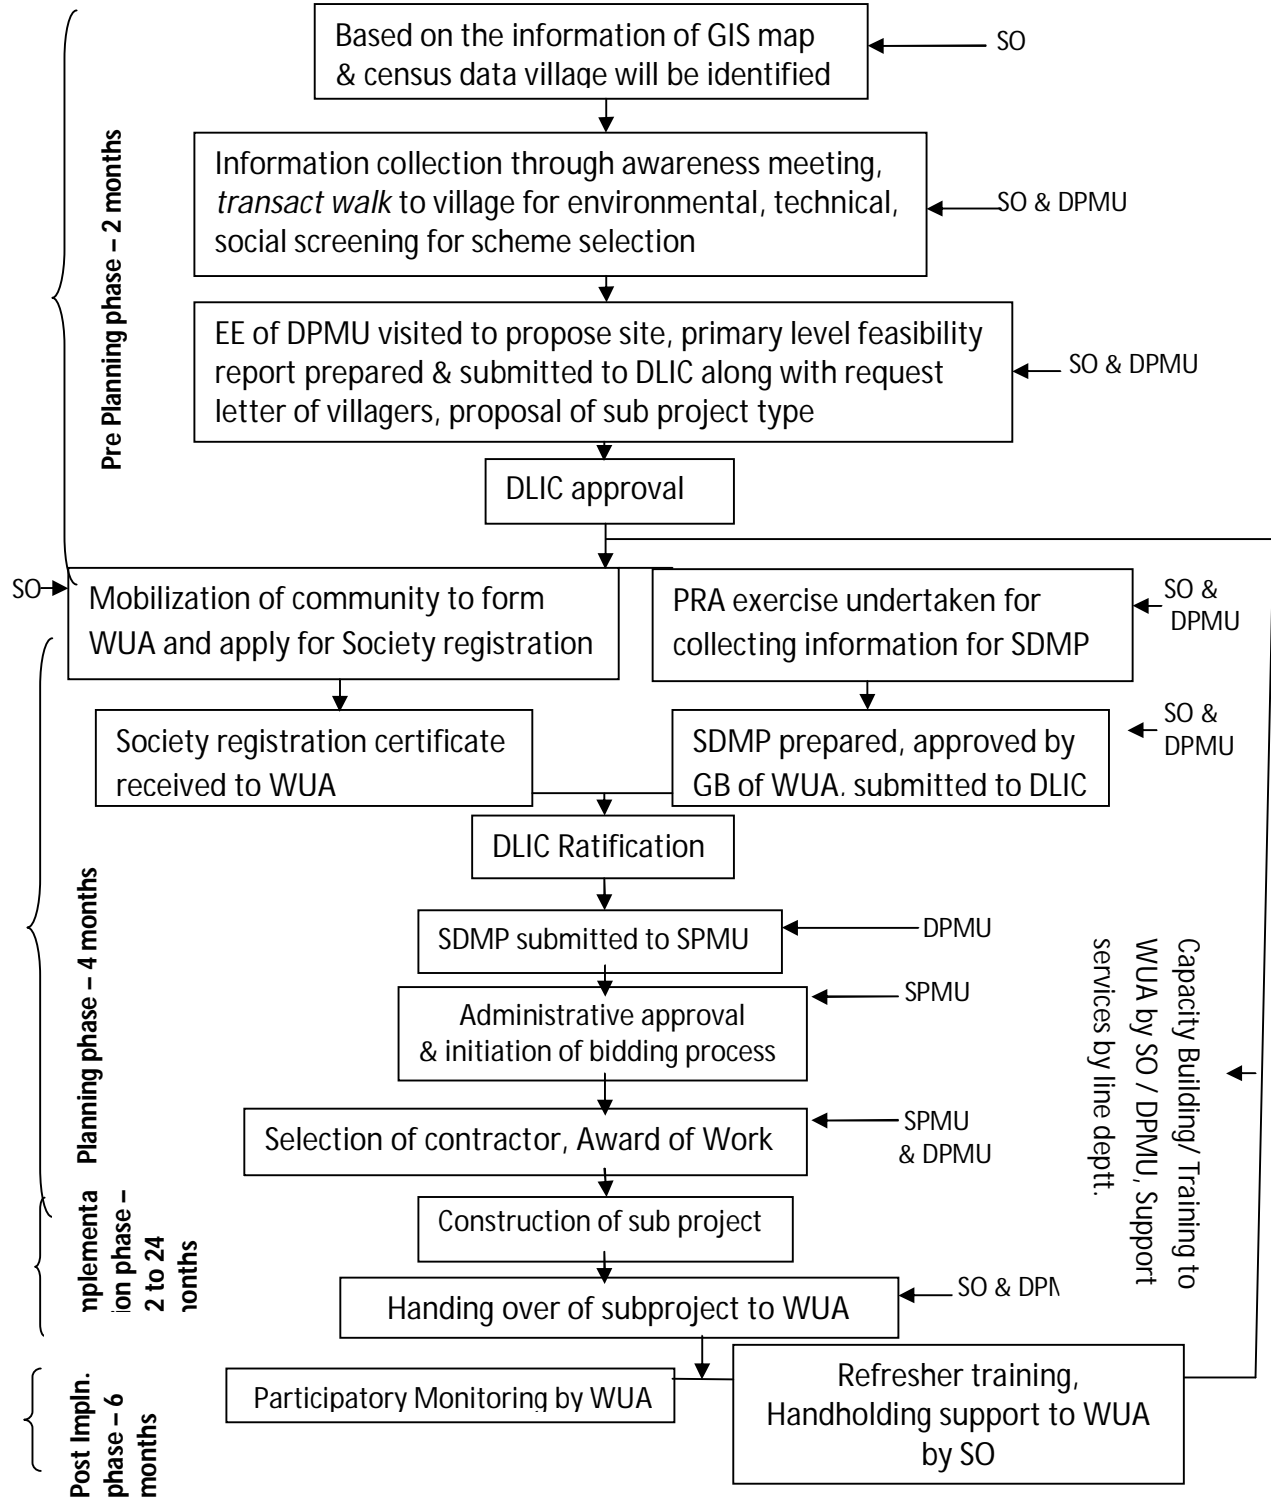 Based on the information of GIS map
& census data village will be identified
SO
Information collection through awareness meeting,
transact walk to village for environmental, technical,
social screening for scheme selection
SO & DPMU
Pre Planning phase – 2 months
EE of DPMU visited to propose site, primary level feasibility
report prepared & submitted to DLIC along with request
letter of villagers, proposal of sub project type
SO & DPMU
DLIC approval
SO
Mobilization of community to form
WUA and apply for Society registration
PRA exercise undertaken for
collecting information for SDMP
SO &
DPMU
Society registration certificate
received to WUA
SDMP prepared, approved by
GB of WUA. submitted to DLIC
SO &
DPMU
DLIC Ratification
Planning phase – 4 months
SDMP submitted to SPMU
DPMU
Administrative approval
& initiation of bidding process
SPMU
Selection of contractor, Award of Work
SPMU
& DPMU
Capacity Building/ Training to
WUA by SO / DPMU, Support
services by line deptt.
Construction of sub project
nplementa
ion phase –
2 to 24
onths
Handing over of subproject to WUA
SO & DP
Participatory Monitoring by WUA
Refresher training,
Handholding support to WUA
by SO
Post Impln.
phase – 6
months